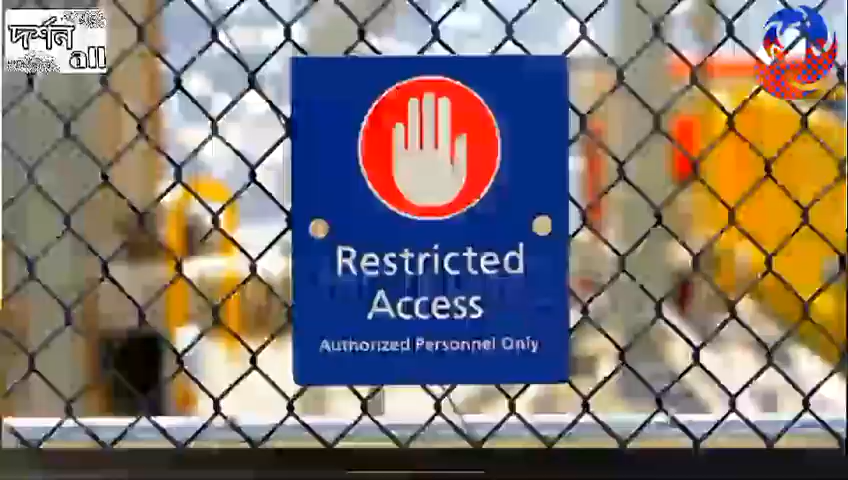 দর্শন
all
Restricted
Access
Authorized Personnel Only